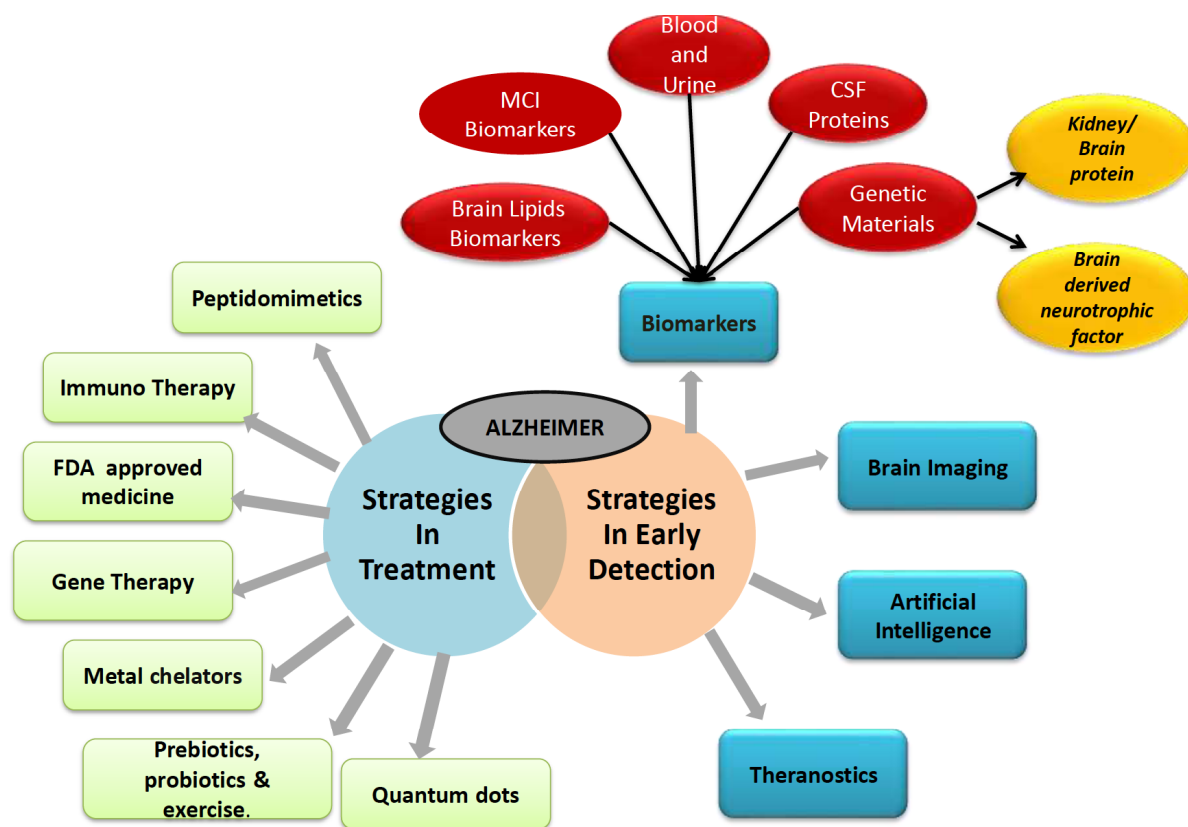 Blood
and
Urine
MCI
Biomarkers
CSF
Proteins
Kidney/
Brain
protein
Brain Lipids
Biomarkers
Genetic
Materials
Brain
derived
neurotrophic
factor
Peptidomimetics
Biomarkers
Immuno Therapy
ALZHEIMER
FDA approved
medicine
Brain Imaging
Strategies
In
Treatment
Strategies
In Early
Detection
Gene Therapy
Artificial
Intelligence
Metal chelators
Prebiotics,
probiotics &
exercise.
Quantum dots
Theranostics